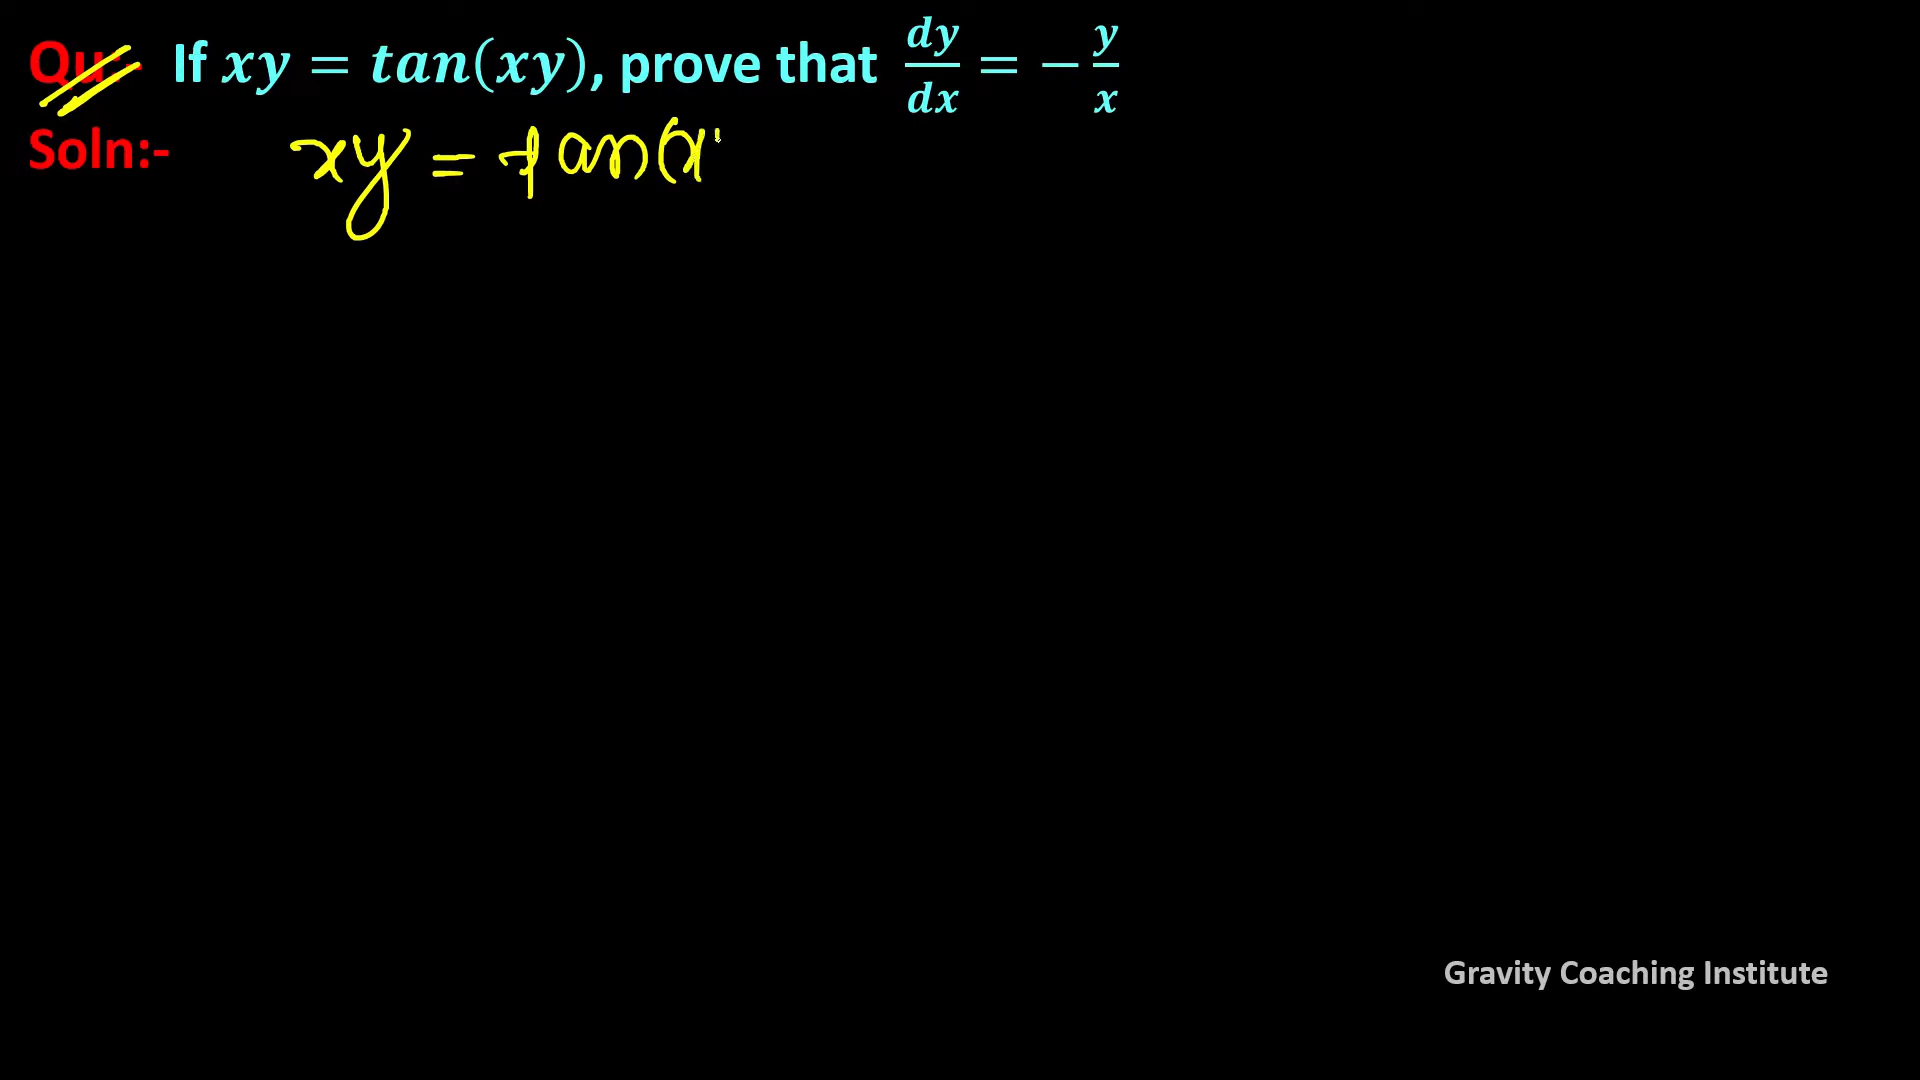 Qu:- If xy = tan(xy), prove that dy/dx = − y/x
Soln:- xy = tan(x
Gravity Coaching Institute